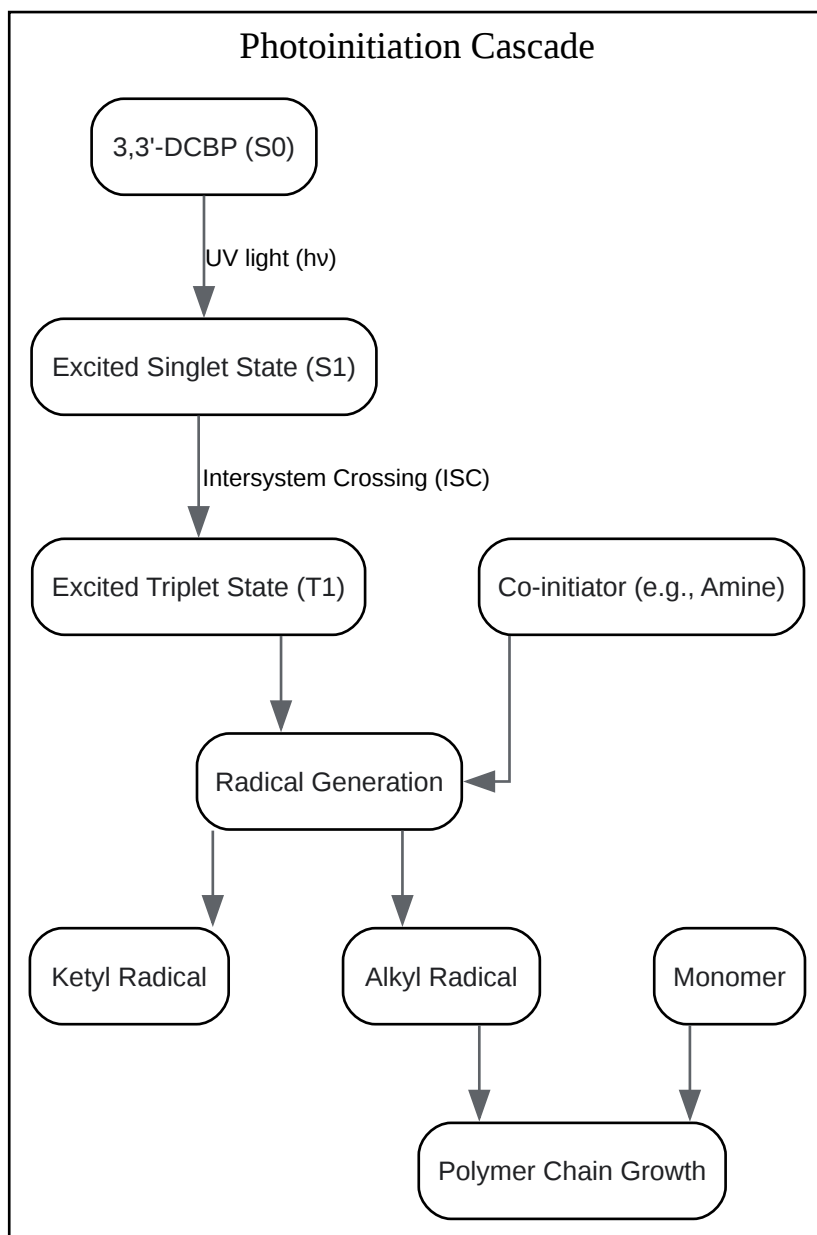 Photoinitiation Cascade
3,3'-DCBP (S0)
UV light (hν)
Excited Singlet State (S1)
Intersystem Crossing (ISC)
Excited Triplet State (T1)
Co-initiator (e.g., Amine)
Radical Generation
Ketyl Radical
Alkyl Radical
Monomer
Polymer Chain Growth